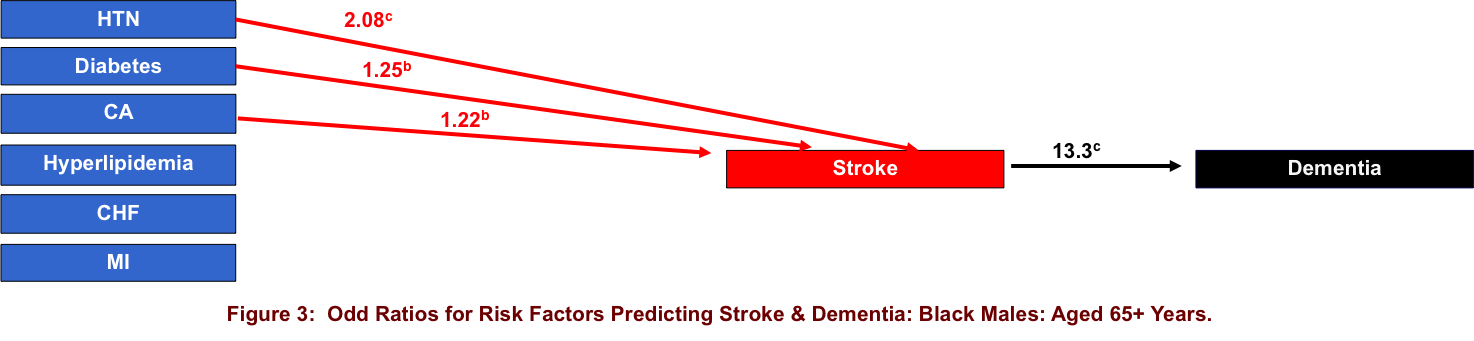 HTN
2.08ᶜ
Diabetes
1.25ᵇ
CA
1.22ᵇ
Hyperlipidemia
Stroke
13.3ᶜ
Dementia
CHF
MI
Figure 3:  Odd Ratios for Risk Factors Predicting Stroke & Dementia: Black Males: Aged 65+ Years.